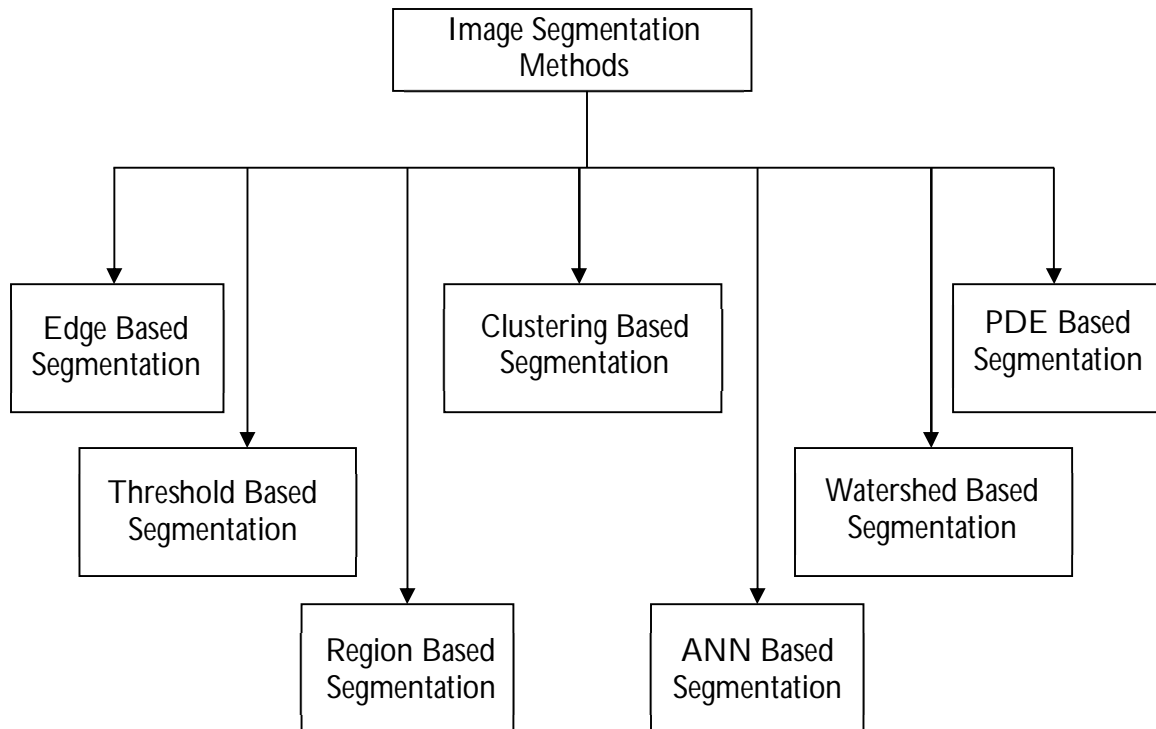 Image Segmentation
Methods
Edge Based
Segmentation
Clustering Based
Segmentation
PDE Based
Segmentation
Threshold Based
Segmentation
Watershed Based
Segmentation
Region Based
Segmentation
ANN Based
Segmentation